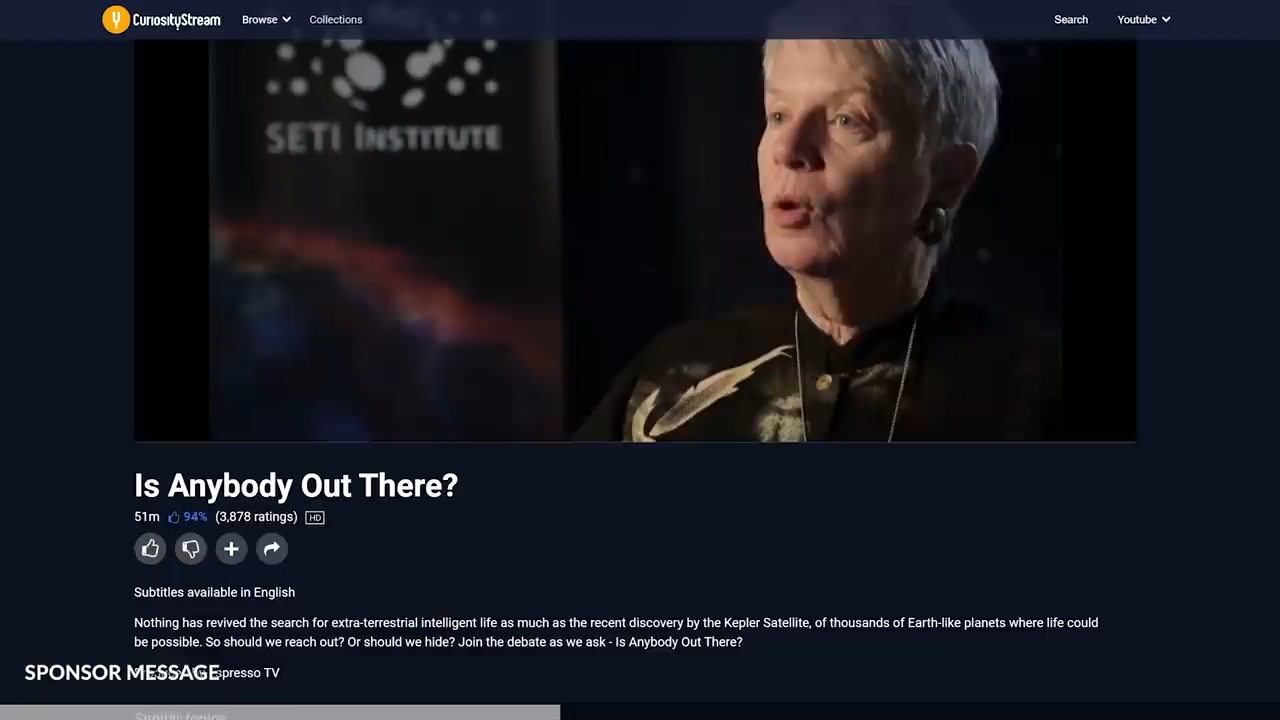 CURIOSITYSTREAM
Browse
Collections
Search
Youtube
SETI INSTITUTE
Is Anybody Out There?
51m 94% (3,878 ratings) HD
Subtitles available in English
Nothing has revived the search for extra-terrestrial intelligent life as much as the recent discovery by the Kepler Satellite, of thousands of Earth-like planets where life could
be possible. So should we reach out? Or should we hide? Join the debate as we ask - Is Anybody Out There?
SPONSOR MESSAGE
TV